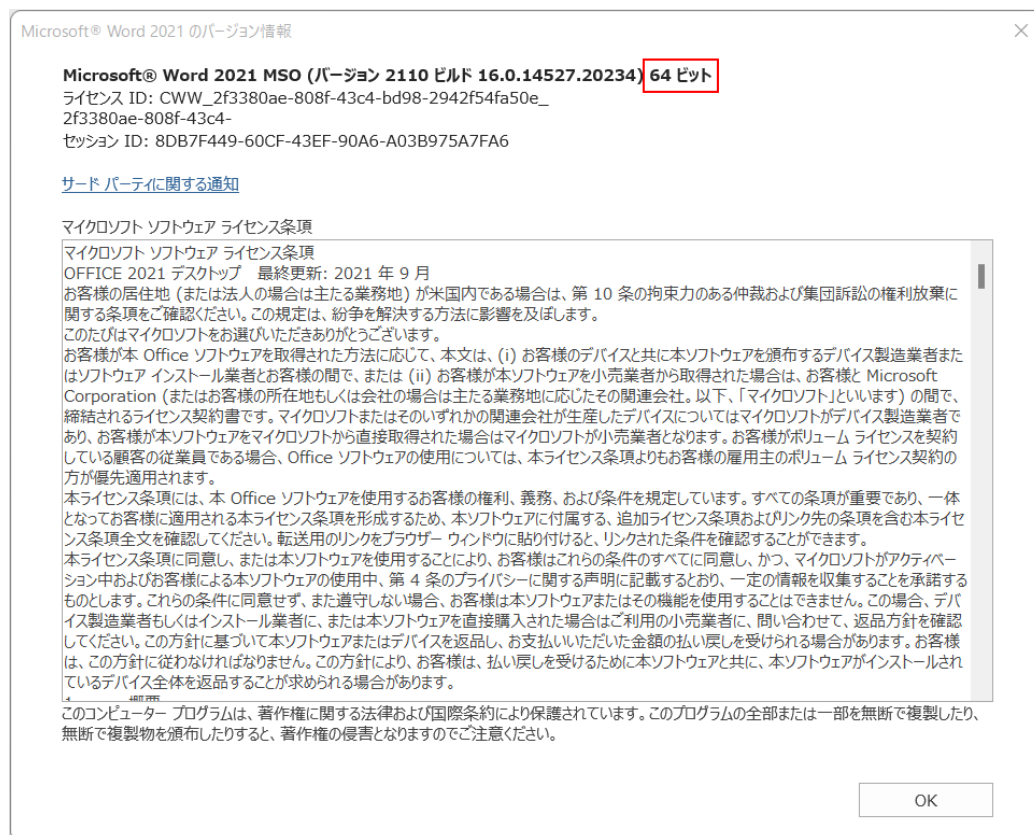 Microsoft® Word 2021 のバージョン情報
Microsoft® Word 2021 MSO (バージョン 2110 ビルド 16.0.14527.20234) 64 ビット
ライセンス ID: CWW_2f3380ae-808f-43c4-bd98-2942f54fa50e_
2f3380ae-808f-43c4-
セッション ID: 8DB7F449-60CF-43EF-90A6-A03B975A7FA6
サード パーティに関する通知
マイクロソフト ソフトウェア ライセンス条項
マイクロソフト ソフトウェア ライセンス条項
OFFICE 2021 デスクトップ　最終更新: 2021 年 9 月
お客様の居住地 (または法人の場合は主たる業務地) が米国内である場合は、第 10 条の拘束力のある仲裁および集団訴訟の権利放棄に
関する条項をご確認ください。この規定は、紛争を解決する方法に影響を及ぼします。
このたびはマイクロソフトをお選びいただきありがとうございます。
お客様が本 Office ソフトウェアを取得された方法に応じて、本文は、(i) お客様のデバイスと共に本ソフトウェアを頒布するデバイス製造業者また
はソフトウェア インストール業者とお客様の間で、または (ii) お客様が本ソフトウェアを小売業者から取得された場合は、お客様と Microsoft
Corporation (またはお客様の所在地もしくは会社の場合は主たる業務地に応じたその関連会社。以下、「マイクロソフト」といいます) の間で、
締結されるライセンス契約書です。マイクロソフトまたはそのいずれかの関連会社が生産したデバイスについてはマイクロソフトがデバイス製造業者で
あり、お客様が本ソフトウェアをマイクロソフトから直接取得された場合はマイクロソフトが小売業者となります。お客様がボリューム ライセンスを契約
している顧客の従業員である場合、Office ソフトウェアの使用については、本ライセンス条項よりもお客様の雇用主のボリューム ライセンス契約の
方が優先適用されます。
本ライセンス条項には、本 Office ソフトウェアを使用するお客様の権利、義務、および条件を規定しています。すべての条項が重要であり、一体
となってお客様に適用される本ライセンス条項を形成するため、本ソフトウェアに付属する、追加ライセンス条項およびリンク先の条項を含む本ライセ
ンス条項全文を確認してください。転送用のリンクをブラウザー ウィンドウに貼り付けると、リンクされた条件を確認することができます。
本ライセンス条項に同意し、または本ソフトウェアを使用することにより、お客様はこれらの条件のすべてに同意し、かつ、マイクロソフトがアクティベー
ション中およびお客様による本ソフトウェアの使用中、第 4 条のプライバシーに関する声明に記載するとおり、一定の情報を収集することを承諾する
ものとします。これらの条件に同意せず、また遵守しない場合、お客様は本ソフトウェアまたはその機能を使用することはできません。この場合、デバ
イス製造業者もしくはインストール業者に、または本ソフトウェアを直接購入された場合はご利用の小売業者に、問い合わせて、返品方針を確認
してください。この方針に基づいて本ソフトウェアまたはデバイスを返品し、お支払いいただいた金額の払い戻しを受けられる場合があります。お客様
は、この方針に従わなければなりません。この方針により、お客様は、払い戻しを受けるために本ソフトウェアと共に、本ソフトウェアがインストールされ
ているデバイス全体を返品することが求められる場合があります。
このコンピューター プログラムは、著作権に関する法律および国際条約により保護されています。このプログラムの全部または一部を無断で複製したり、
無断で複製物を頒布したりすると、著作権の侵害となりますのでご注意ください。
OK